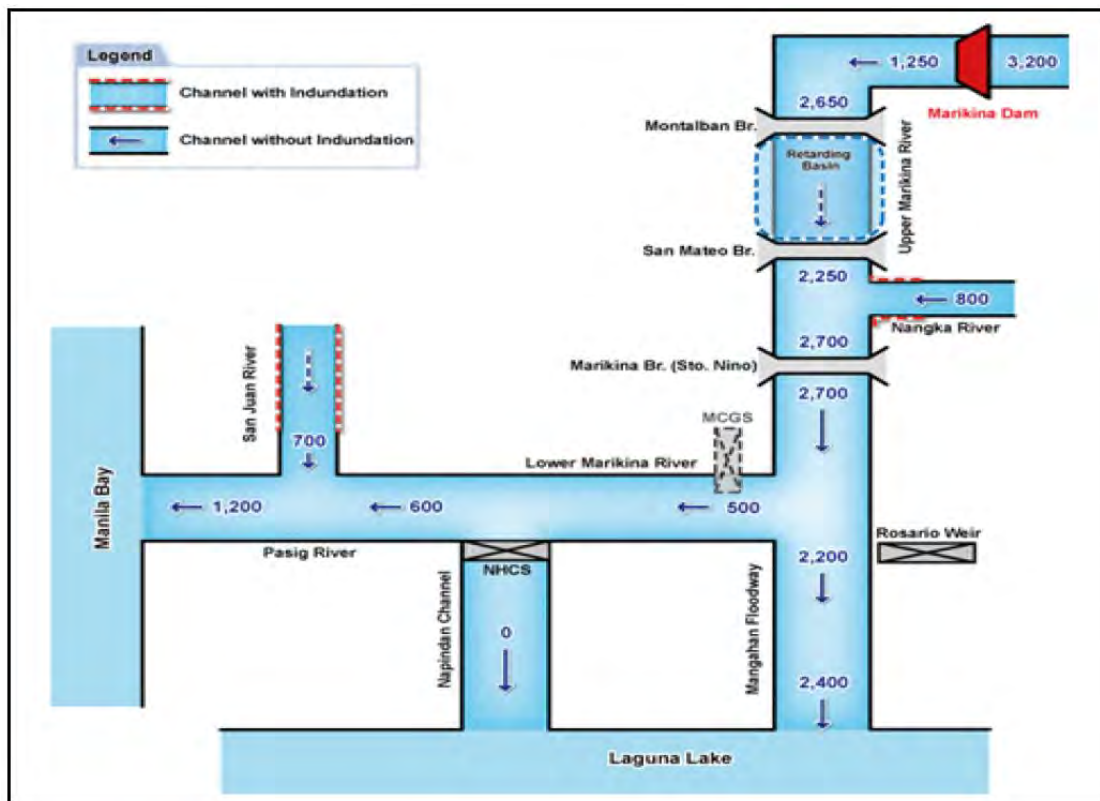 Legend
Channel with Indundation
Channel without Indundation
1,250
3,200
Marikina Dam
2,650
Montalban Br.
Retarding
Basin
Upper Marikina River
San Mateo Br.
2,250
800
Nangka River
2,700
Marikina Br. (Sto. Nino)
2,700
MCGS
San Juan River
700
Lower Marikina River
Manila Bay
1,200
600
500
Pasig River
NHCS
Rosario Weir
2,200
Napindan Channel
0
Mangahan Floodway
2,400
Laguna Lake